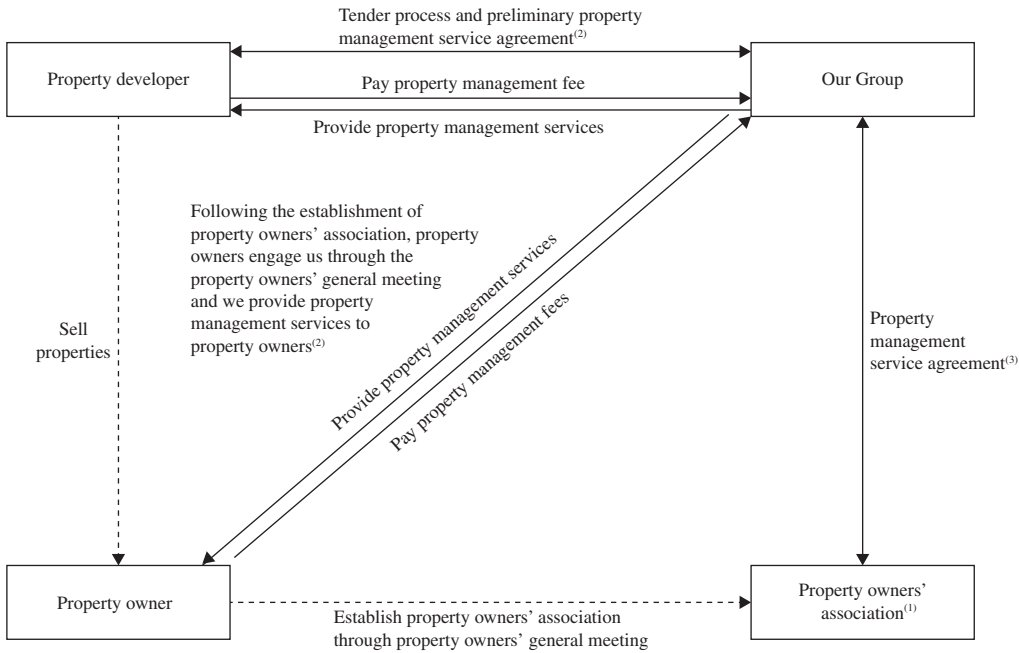 Tender process and preliminary property
management service agreement(2)
Property developer
Our Group
Pay property management fee
Provide property management services
Following the establishment of
property owners’ association, property
owners engage us through the
property owners’ general meeting
and we provide property
management services to
property owners(2)
Provide property management services
Pay property management fees
Sell
properties
Property
management
service agreement(3)
Property owner
Establish property owners’ association
through property owners’ general meeting
Property owners’
association(1)